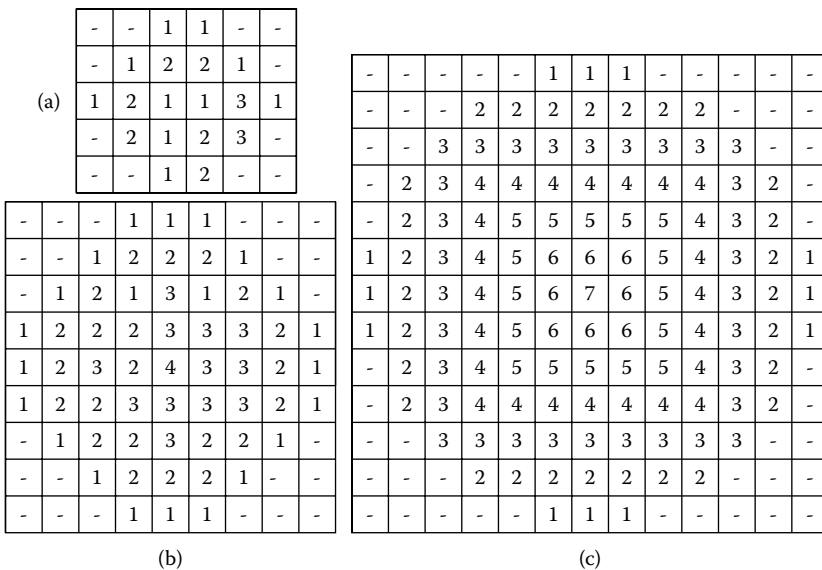 - - 1 1 - -
- 1 2 2 1 -
(a) 1 2 1 1 3 1
- 2 1 2 3 -
- - 1 2 - -
- - - 1 1 1 - - -
- - 1 2 2 2 1 - -
- 1 2 1 3 1 2 1 -
1 2 2 2 3 3 3 2 1
1 2 3 2 4 3 3 2 1
1 2 2 3 3 3 3 2 1
- 1 2 2 3 2 2 1 -
- - 1 2 2 2 1 - -
- - - 1 1 1 - - -
(b)
- - - - - 1 1 1 - - - - -
- - - 2 2 2 2 2 2 2 - - -
- - 3 3 3 3 3 3 3 3 3 - -
- 2 3 4 4 4 4 4 4 4 3 2 -
- 2 3 4 5 5 5 5 5 4 3 2 -
1 2 3 4 5 6 6 6 5 4 3 2 1
1 2 3 4 5 6 7 6 5 4 3 2 1
1 2 3 4 5 6 6 6 5 4 3 2 1
- 2 3 4 5 5 5 5 5 4 3 2 -
- 2 3 4 4 4 4 4 4 4 3 2 -
- - 3 3 3 3 3 3 3 3 3 - -
- - - 2 2 2 2 2 2 2 - - -
- - - - - 1 1 1 - - - - -
(c)